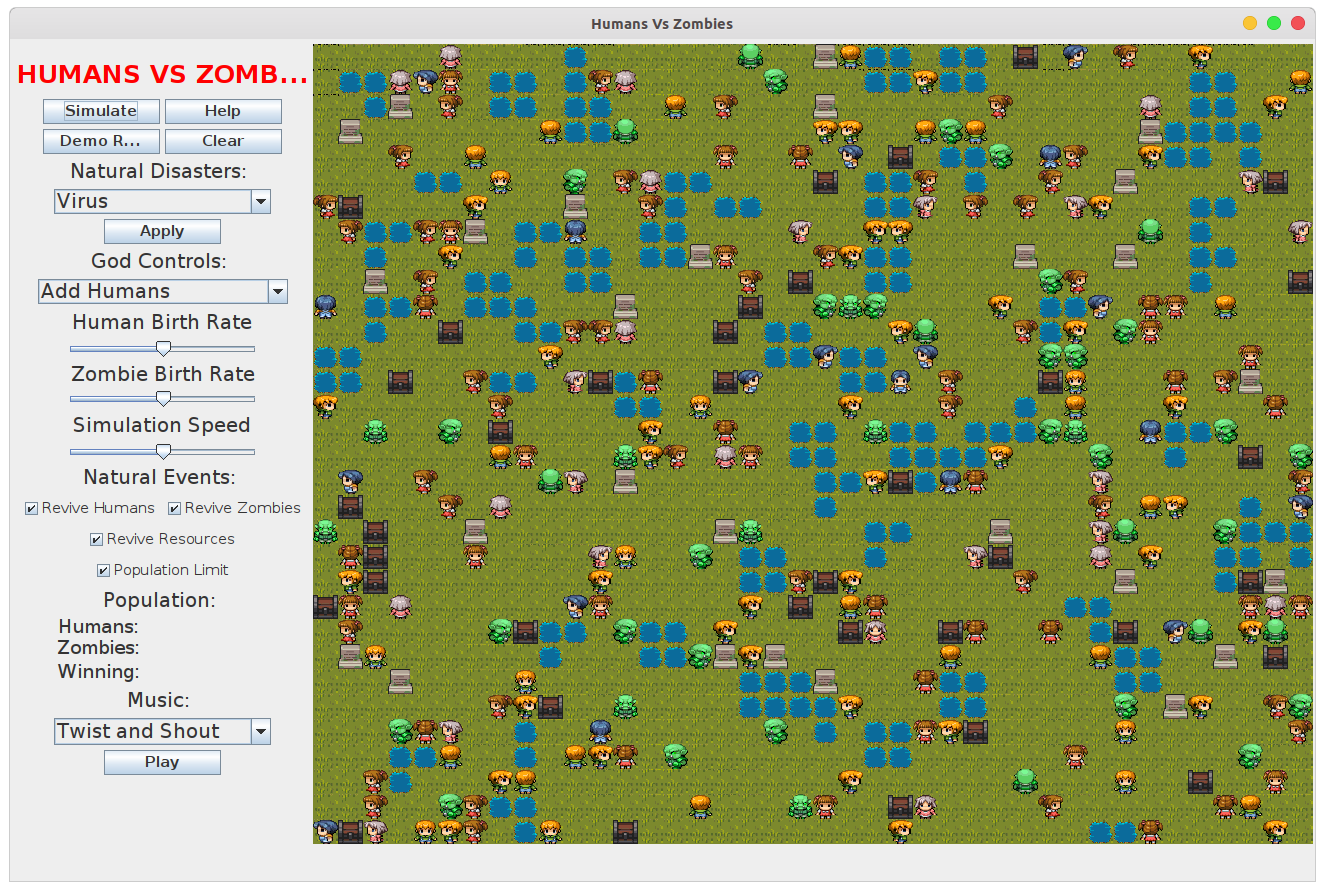 Humans Vs Zombies
HUMANS VS ZOMB...
Simulate Help
Demo R... Clear
Natural Disasters:
Virus
Apply
God Controls:
Add Humans
Human Birth Rate
Zombie Birth Rate
Simulation Speed
Natural Events:
Revive Humans Revive Zombies
Revive Resources
Population Limit
Population:
Humans:
Zombies:
Winning:
Music:
Twist and Shout
Play